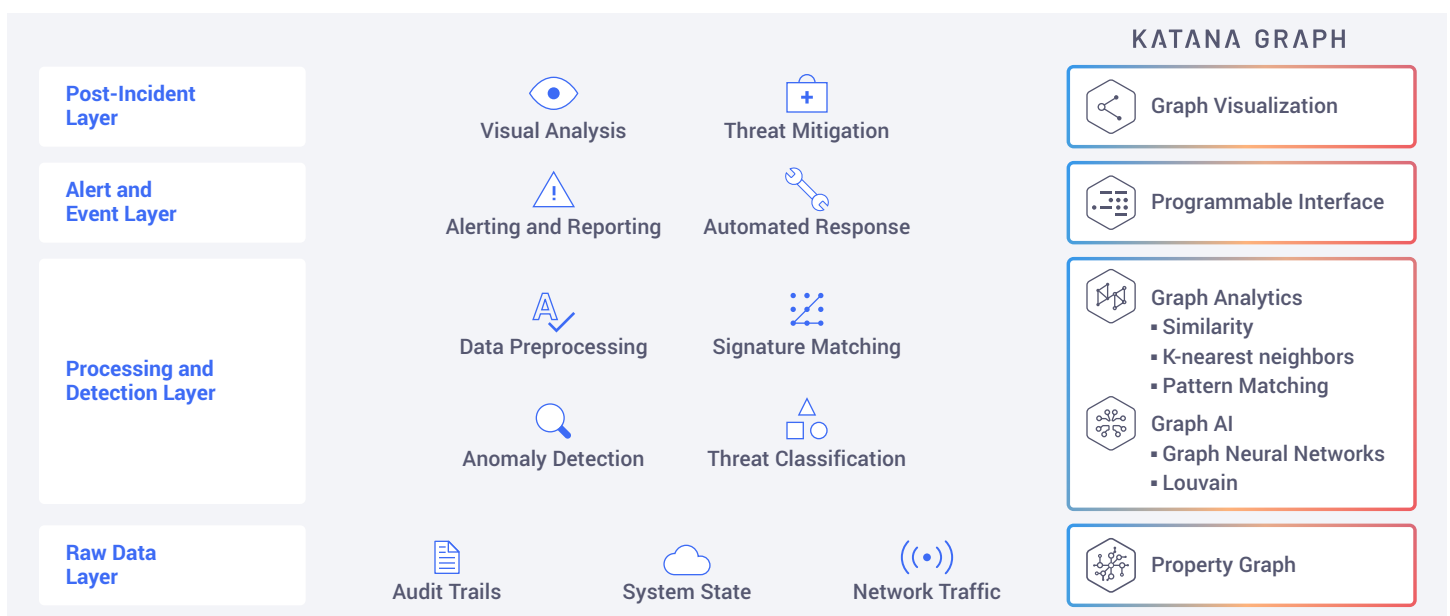 KATANA GRAPH
Post-Incident
Layer
Visual Analysis
Threat Mitigation
Graph Visualization
Alert and
Event Layer
Alerting and Reporting
Automated Response
Programmable Interface
Processing and
Detection Layer
Data Preprocessing
Signature Matching
Anomaly Detection
Threat Classification
Graph Analytics
▪ Similarity
▪ K-nearest neighbors
▪ Pattern Matching
Graph AI
▪ Graph Neural Networks
▪ Louvain
Raw Data
Layer
Audit Trails
System State
Network Traffic
Property Graph